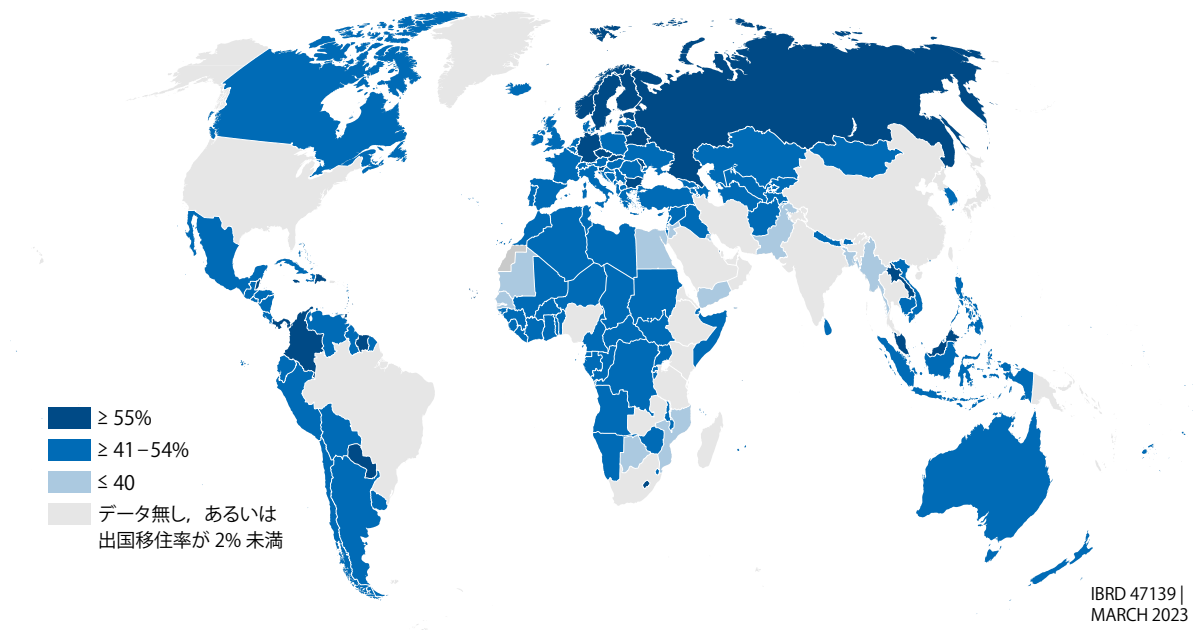 ≥ 55%
≥ 41–54%
≤ 40
データ無し，あるいは
出国移住率が 2% 未満
IBRD 47139 |
MARCH 2023